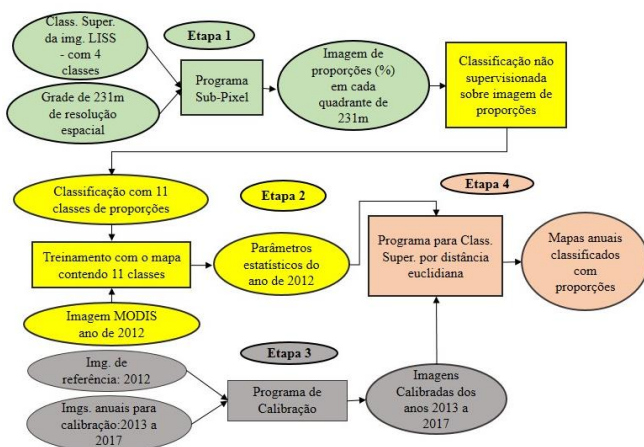 Class. Super.
da img. LISS
- com 4
classes
Etapa 1
Programa
Sub-Pixel
Imagem de
proporções (%)
em cada
quadrante de
231m
Classificação não
supervisionada
sobre imagem de
proporções
Grade de 231m
de resolução
espacial
Classificação com 11
classes de proporções
Etapa 2
Etapa 4
Treinamento com o mapa
contendo 11 classes
Parâmetros
estatísticos do
ano de 2012
Programa para Class.
Super. por distância
euclidiana
Mapas anuais
classificados
com
proporções
Imagem MODIS
ano de 2012
Etapa 3
Img. de
referência: 2012
Programa de
Calibração
Imagens
Calibradas dos
anos 2013 a
2017
Imgs. anuais para
calibração:2013 a
2017